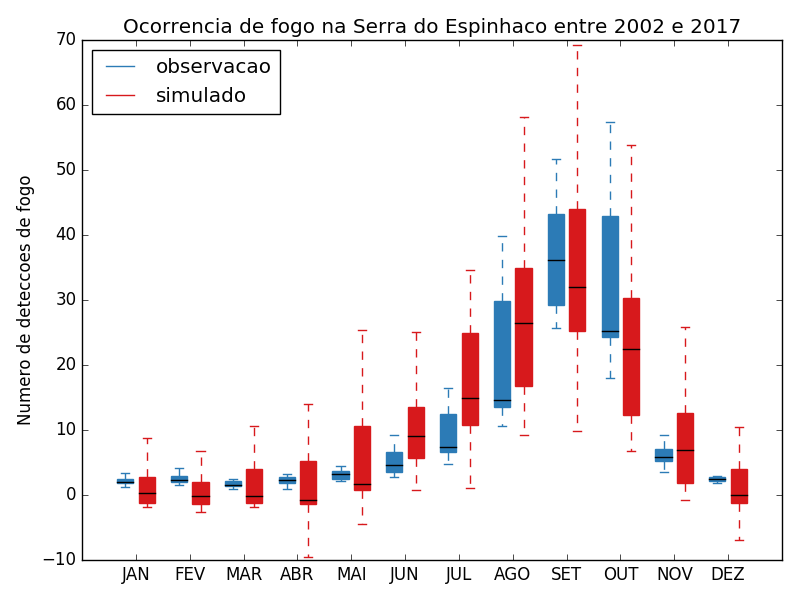 Ocorrencia de fogo na Serra do Espinhaco entre 2002 e 2017
observacao
simulado
Numero de deteccoes de fogo
70
60
50
40
30
20
10
0
−10
JAN FEV MAR ABR MAI JUN JUL AGO SET OUT NOV DEZ